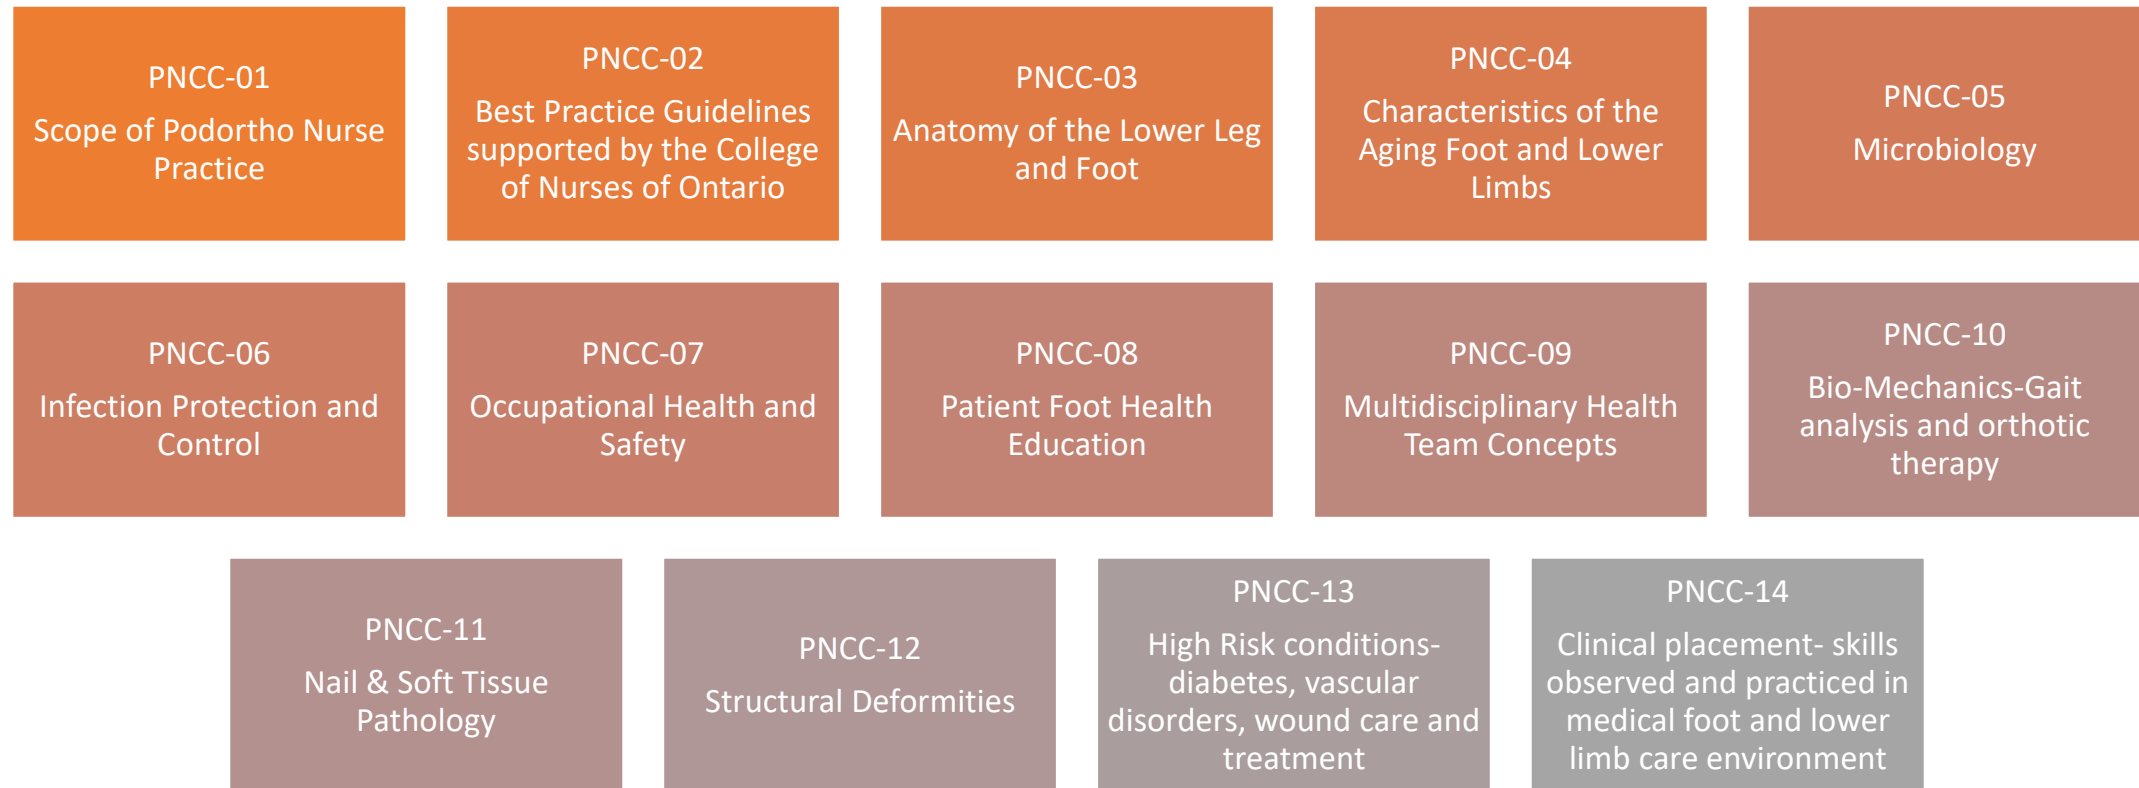 PNCC-01
Scope of Podortho Nurse
Practice
PNCC-02
Best Practice Guidelines
supported by the College
of Nurses of Ontario
PNCC-03
Anatomy of the Lower Leg
and Foot
PNCC-04
Characteristics of the
Aging Foot and Lower
Limbs
PNCC-05
Microbiology
PNCC-06
Infection Protection and
Control
PNCC-07
Occupational Health and
Safety
PNCC-08
Patient Foot Health
Education
PNCC-09
Multidisciplinary Health
Team Concepts
PNCC-10
Bio-Mechanics-Gait
analysis and orthotic
therapy
PNCC-11
Nail & Soft Tissue
Pathology
PNCC-12
Structural Deformities
PNCC-13
High Risk conditions-
diabetes, vascular
disorders, wound care and
treatment
PNCC-14
Clinical placement- skills
observed and practiced in
medical foot and lower
limb care environment